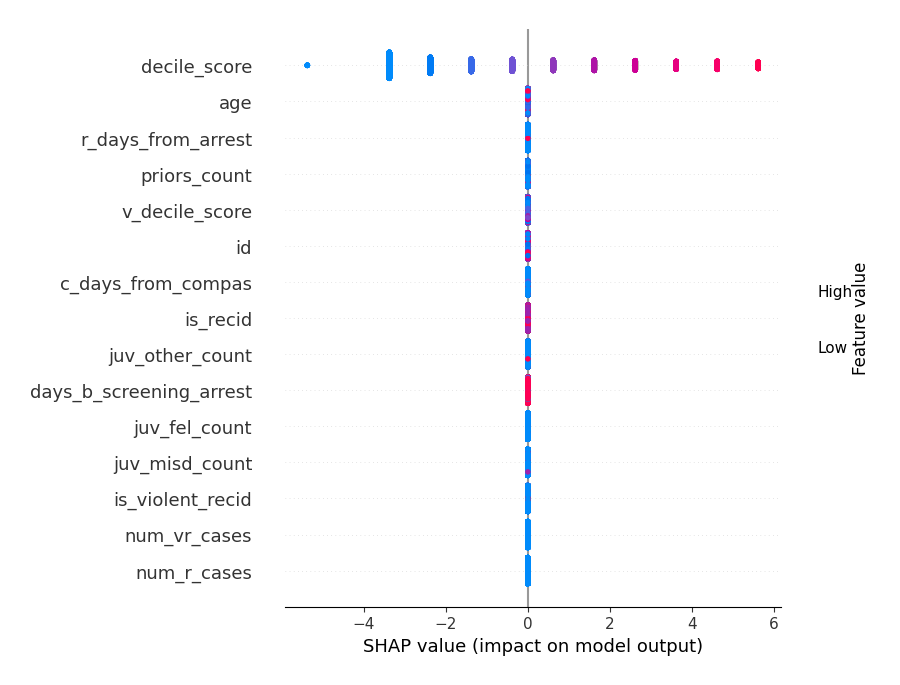 decile_score
age
r_days_from_arrest
priors_count
v_decile_score
id
c_days_from_compas
is_recid
juv_other_count
days_b_screening_arrest
juv_fel_count
juv_misd_count
is_violent_recid
num_vr_cases
num_r_cases
−4 −2 0 2 4 6
SHAP value (impact on model output)
High
Low
Feature value